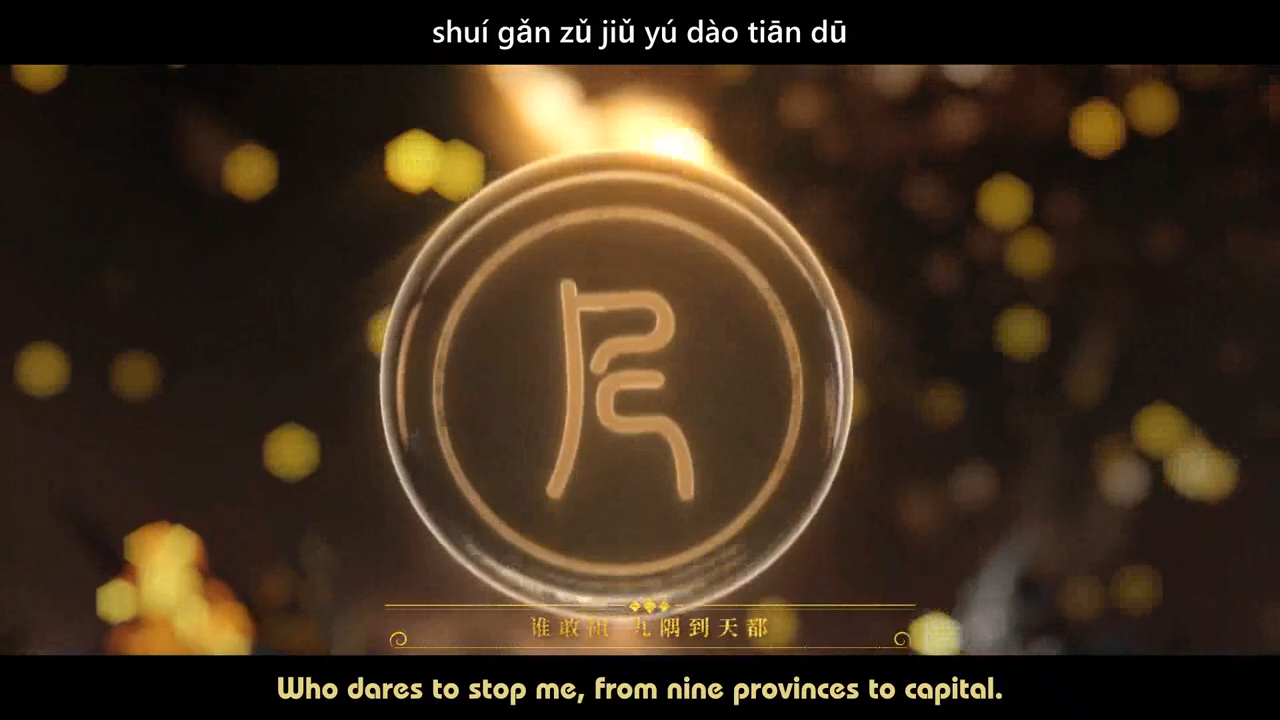 shuí gǎn zǔ jiǔ yú dào tiān dū
谁敢 九隅到天都
Who dares to stop me, from nine provinces to capital.